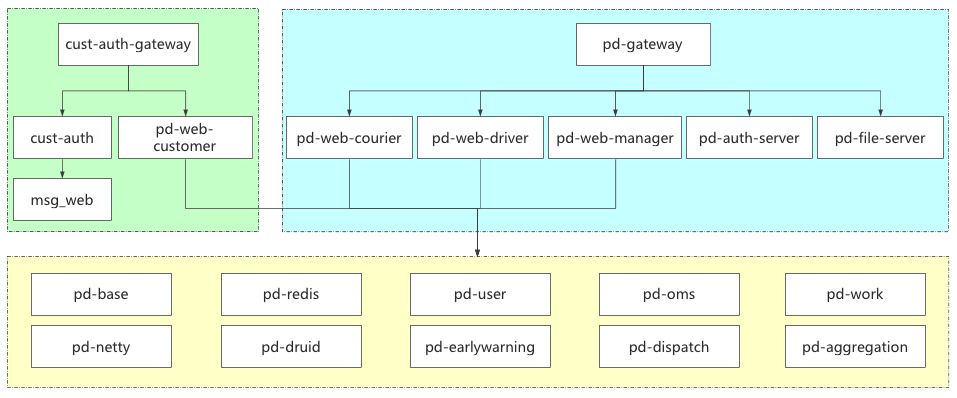 cust-auth-gateway
pd-gateway
cust-auth
pd-web-
customer
pd-web-courier
pd-web-driver
pd-web-manager
pd-auth-server
pd-file-server
msg_web
pd-base
pd-redis
pd-user
pd-oms
pd-work
pd-netty
pd-druid
pd-earlywarning
pd-dispatch
pd-aggregation